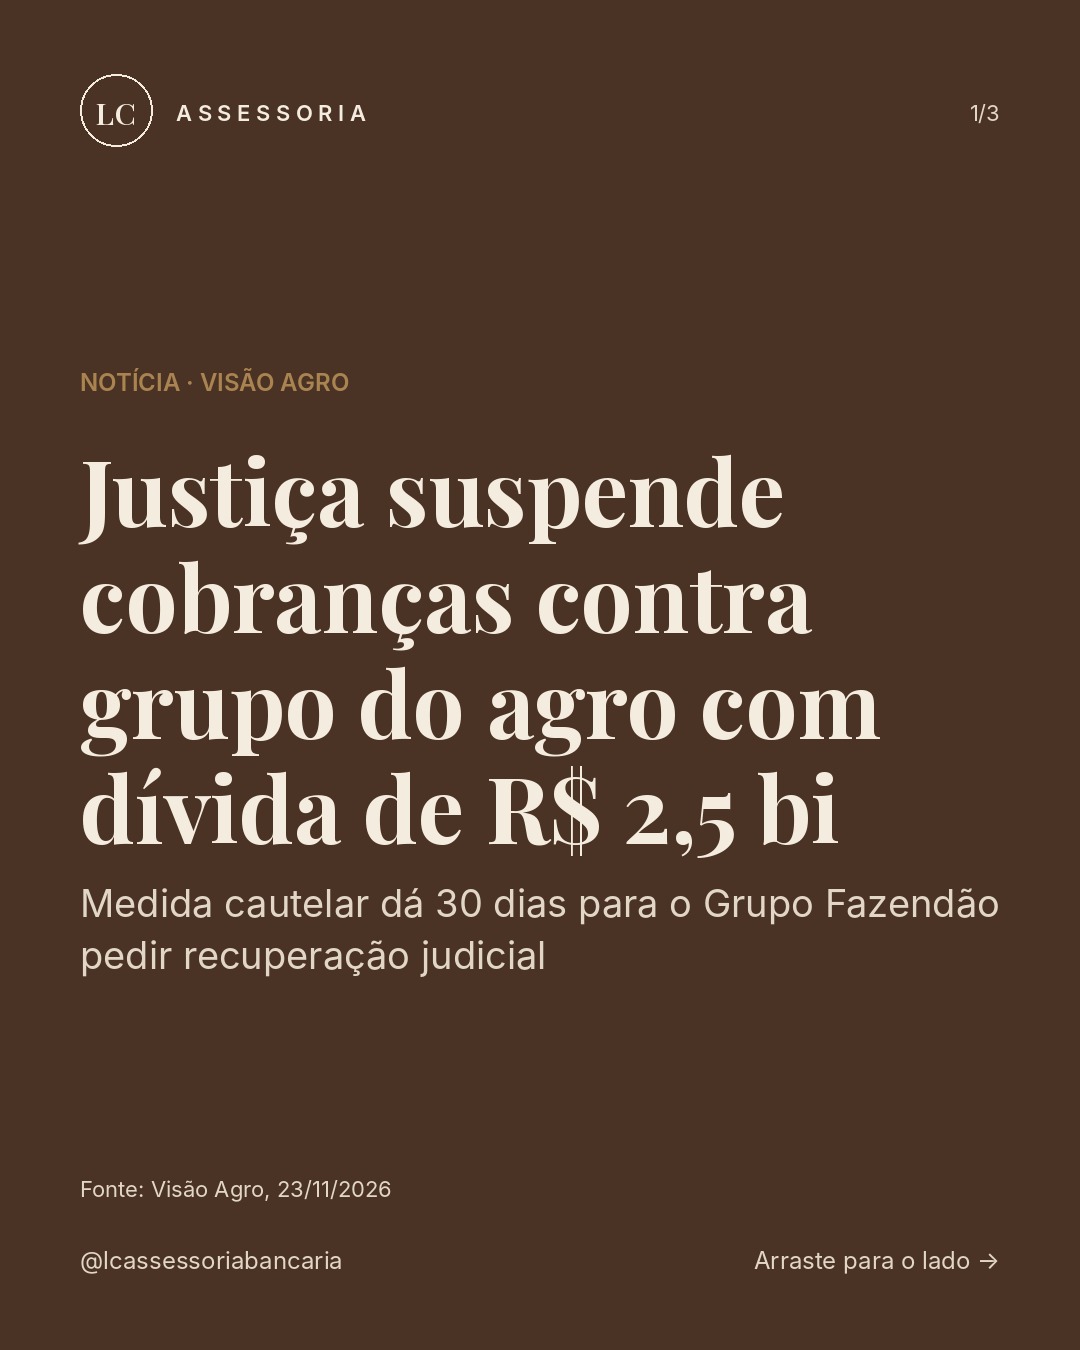 LC ASSESSORIA 1/3
NOTÍCIA · VISÃO AGRO
Justiça suspende
cobranças contra
grupo do agro com
dívida de R$ 2,5 bi
Medida cautelar dá 30 dias para o Grupo Fazendão
pedir recuperação judicial
Fonte: Visão Agro, 23/11/2026
@lcassessoriabancaria Arraste para o lado →